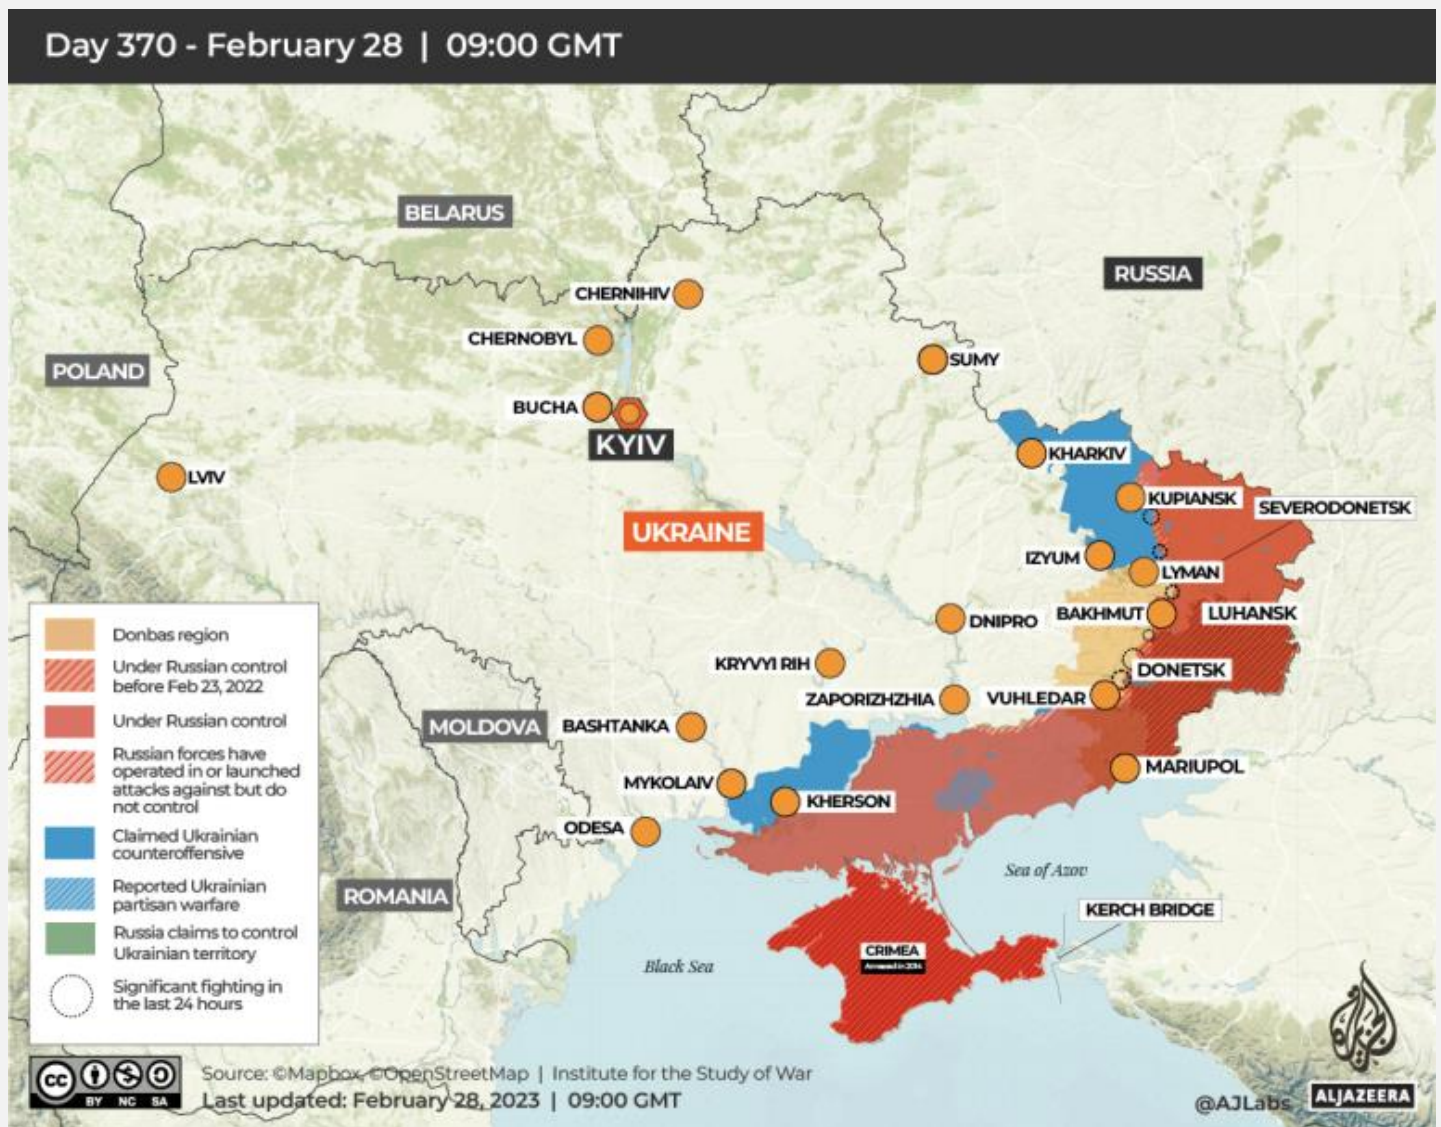 Day 370 - February 28 | 09:00 GMT
BELARUS
RUSSIA
CHERNIHIV
CHERNOBYL
SUMY
POLAND
BUCHA
KYIV
KHARKIV
LVIV
KUPIANSK
SEVERODONETSK
UKRAINE
IZYUM
LYMAN
BAKHMUT
LUHANSK
DNIPRO
KRYVYI RIH
DONETSK
ZAPORIZHZHIA
VUHLEDAR
MOLDOVA
BASHTANKA
MARIUPOL
MYKOLAIV
KHERSON
ODESA
Sea of Azov
ROMANIA
KERCH BRIDGE
CRIMEA
Annexed in 2014
Black Sea
Donbas region
Under Russian control
before Feb 23, 2022
Under Russian control
Russian forces have
operated in or launched
attacks against but do
not control
Claimed Ukrainian
counteroffensive
Reported Ukrainian
partisan warfare
Russia claims to control
Ukrainian territory
Significant fighting in
the last 24 hours
cc
BY NC SA
Source: ©Mapbox, ©OpenStreetMap | Institute for the Study of War
Last updated: February 28, 2023 | 09:00 GMT
@AJLabs
الجزيرة
ALJAZEERA